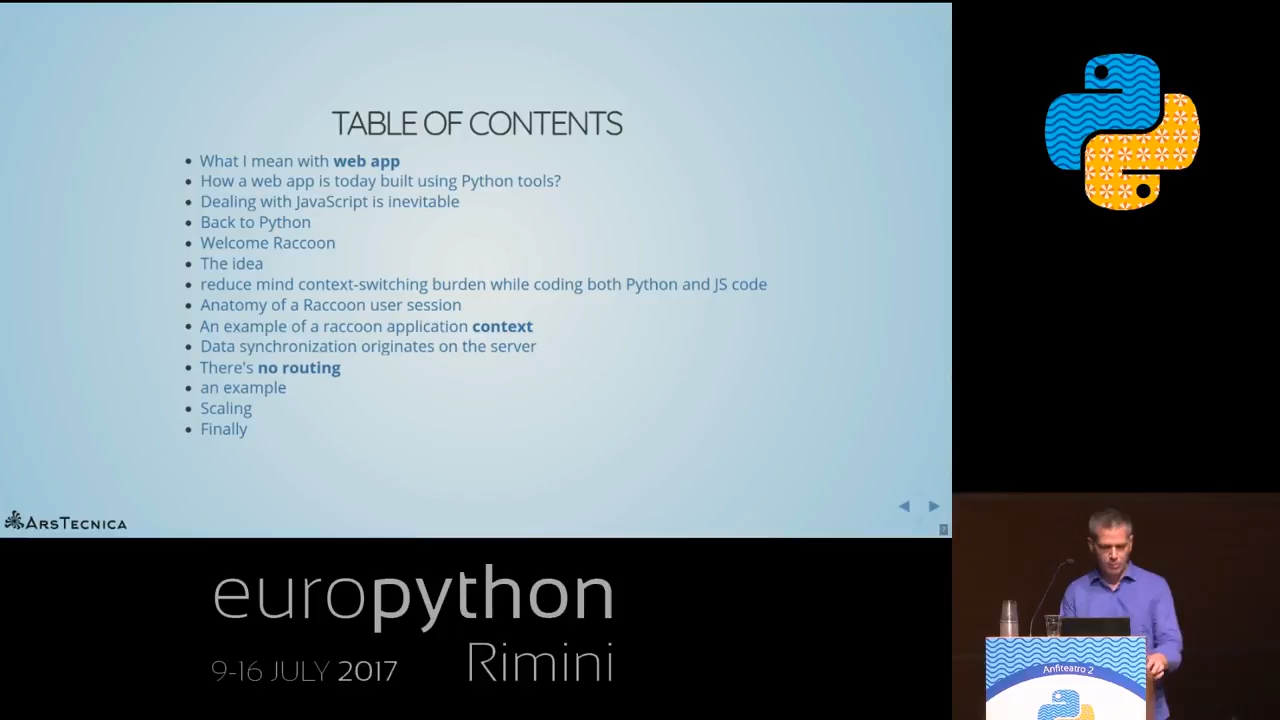 TABLE OF CONTENTS
What I mean with web app
How a web app is today built using Python tools?
Dealing with JavaScript is inevitable
Back to Python
Welcome Raccoon
The idea
reduce mind context-switching burden while coding both Python and JS code
Anatomy of a Raccoon user session
An example of a raccoon application context
Data synchronization originates on the server
There's no routing
an example
Scaling
Finally
ARSTECNICA
?
europython
9-16 JULY 2017
Rimini
Anfiteatro 2